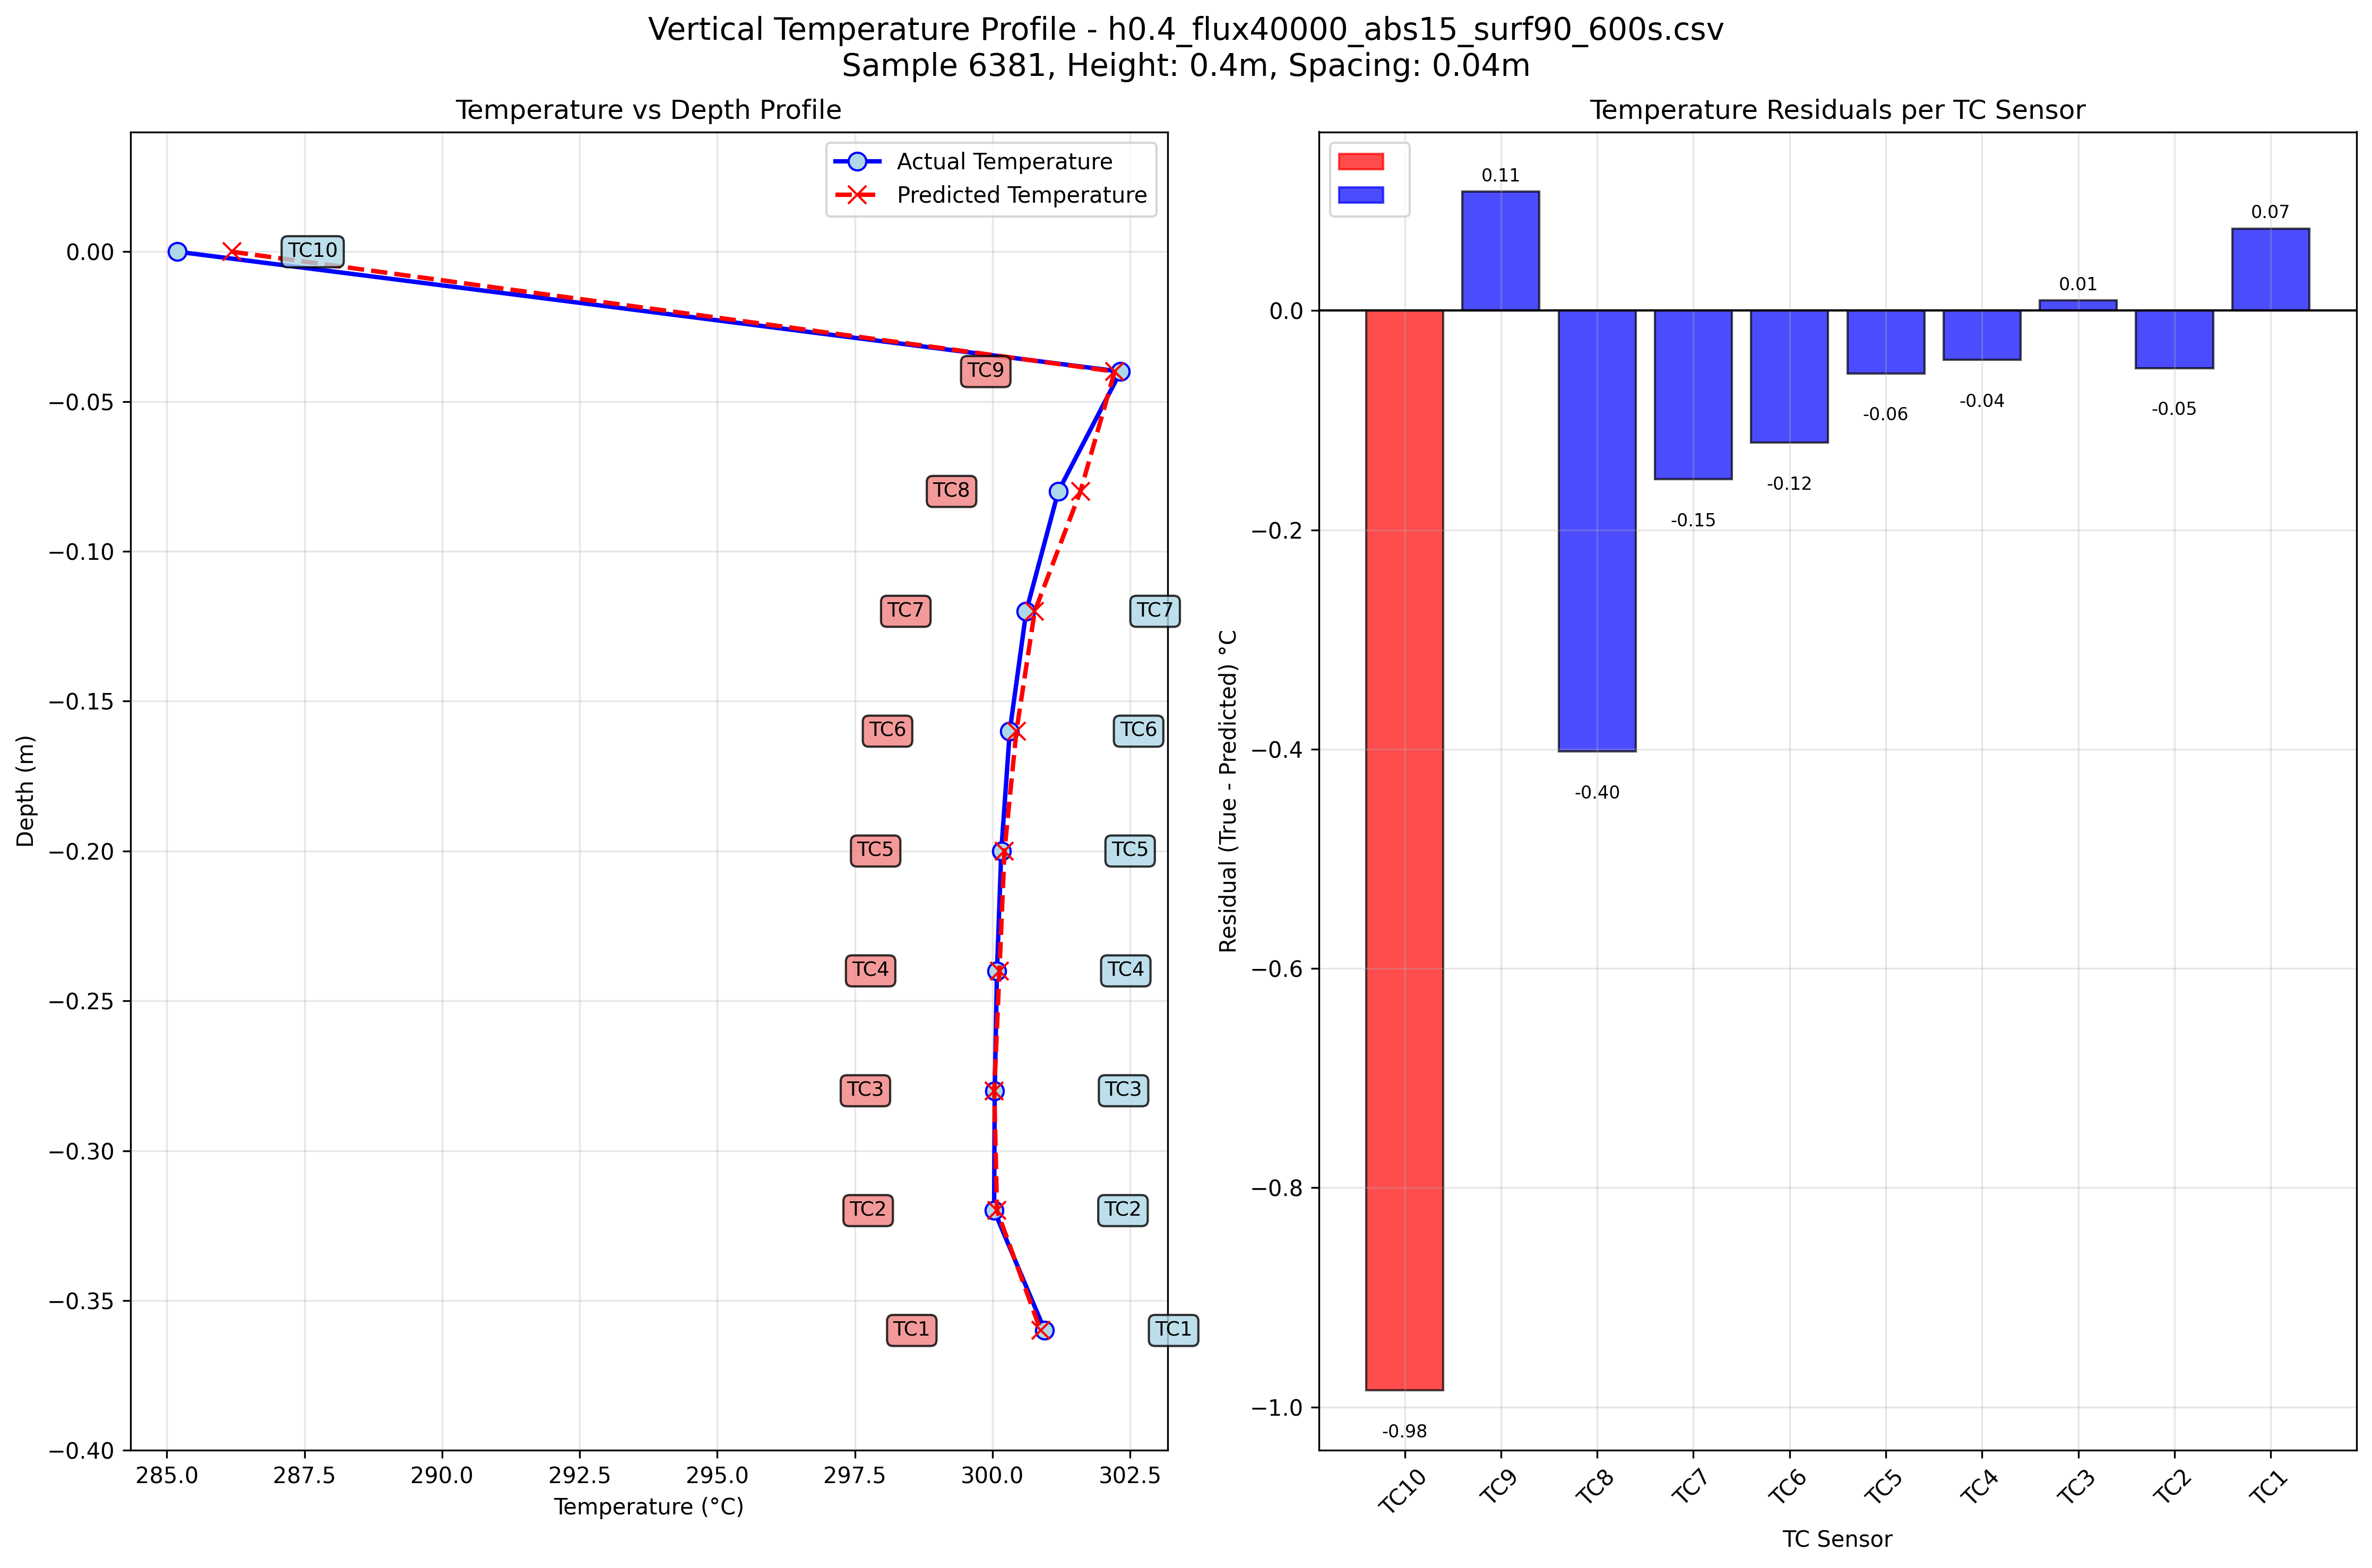 Vertical Temperature Profile - h0.4_flux40000_abs15_surf90_600s.csv
Sample 6381, Height: 0.4m, Spacing: 0.04m
Temperature vs Depth Profile
Actual Temperature
Predicted Temperature
TC10
TC9
TC8
TC7
TC7
TC6
TC6
TC5
TC5
TC4
TC4
TC3
TC3
TC2
TC2
TC1
TC1
0.00
−0.05
−0.10
−0.15
−0.20
−0.25
−0.30
−0.35
−0.40
Depth (m)
285.0 287.5 290.0 292.5 295.0 297.5 300.0 302.5
Temperature (°C)
Temperature Residuals per TC Sensor
0.11
0.07
0.01
-0.06
-0.04
-0.05
-0.12
-0.15
-0.40
-0.98
0.0
−0.2
−0.4
−0.6
−0.8
−1.0
Residual (True - Predicted) °C
TC10 TC9 TC8 TC7 TC6 TC5 TC4 TC3 TC2 TC1
TC Sensor